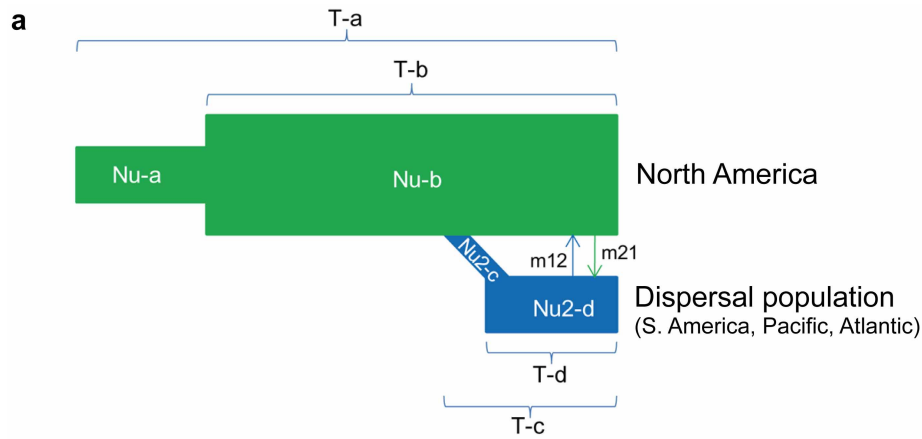 a
T-a
T-b
Nu-a
Nu-b
North America
Nu2-c
m12
m21
Nu2-d
Dispersal population
(S. America, Pacific, Atlantic)
T-d
T-c